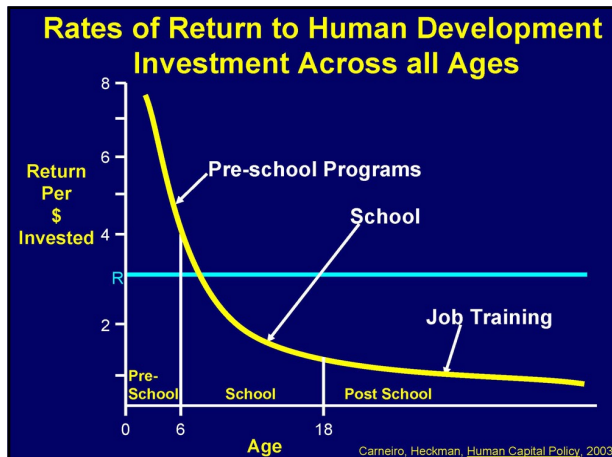 Rates of Return to Human Development
Investment Across all Ages
8
6
4
R
2
Return
Per
$
Invested
Pre-school Programs
School
Job Training
Pre-
School
School
Post School
0
6
18
Age
Carneiro, Heckman, Human Capital Policy, 2003